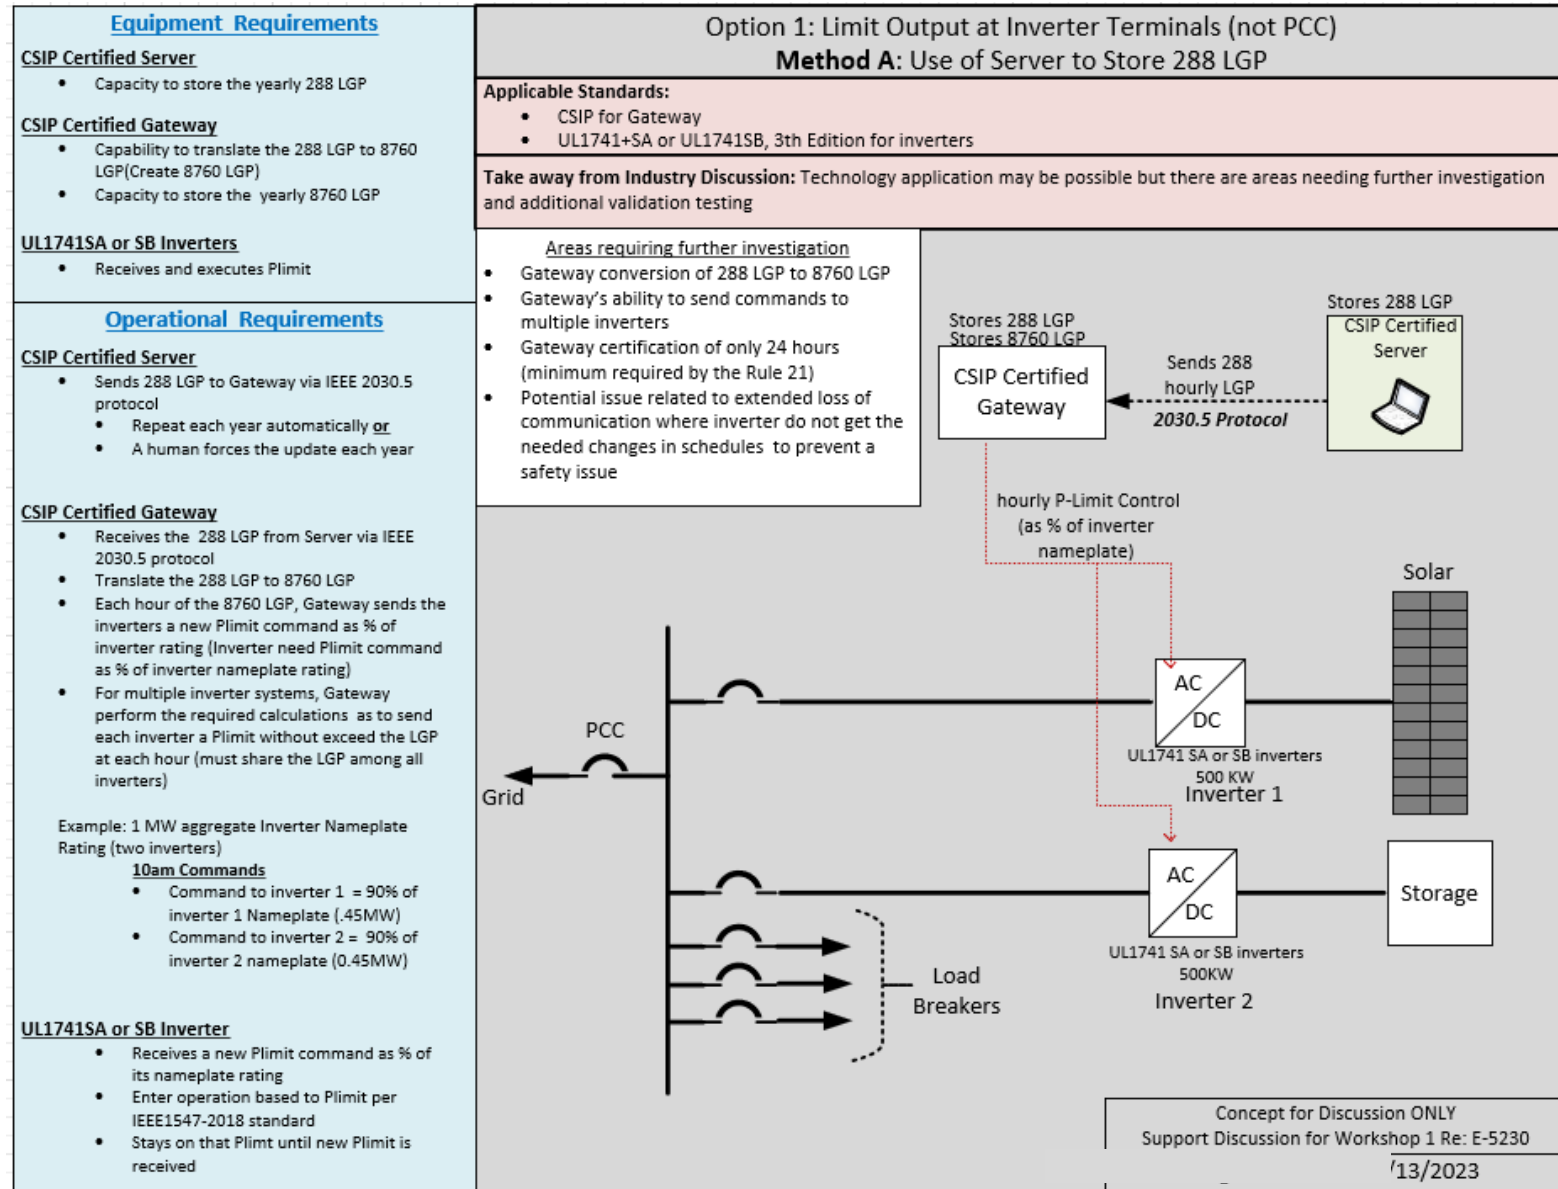 Equipment Requirements
CSIP Certified Server
• Capacity to store the yearly 288 LGP
CSIP Certified Gateway
• Capability to translate the 288 LGP to 8760
LGP(Create 8760 LGP)
• Capacity to store the  yearly 8760 LGP
UL1741SA or SB Inverters
• Receives and executes Plimit
Operational  Requirements
CSIP Certified Server
• Sends 288 LGP to Gateway via IEEE 2030.5
protocol
• Repeat each year automatically or
• A human forces the update each year
CSIP Certified Gateway
• Receives the  288 LGP from Server via IEEE
2030.5 protocol
• Translate the 288 LGP to 8760 LGP
• Each hour of the 8760 LGP, Gateway sends the
inverters a new Plimit command as % of
inverter rating (Inverter need Plimit command
as % of inverter nameplate rating)
• For multiple inverter systems, Gateway
perform the required calculations  as to send
each inverter a Plimit without exceed the LGP
at each hour (must share the LGP among all
inverters)
Example: 1 MW aggregate Inverter Nameplate
Rating (two inverters)
10am Commands
• Command to inverter 1  = 90% of
inverter 1 Nameplate (.45MW)
• Command to inverter 2 =  90% of
inverter 2 nameplate (0.45MW)
UL1741SA or SB Inverter
• Receives a new Plimit command as % of
its nameplate rating
• Enter operation based to Plimit per
IEEE1547-2018 standard
• Stays on that Plimt until new Plimit is
received
Option 1: Limit Output at Inverter Terminals (not PCC)
Method A: Use of Server to Store 288 LGP
Applicable Standards:
• CSIP for Gateway
• UL1741+SA or UL1741SB, 3th Edition for inverters
Take away from Industry Discussion: Technology application may be possible but there are areas needing further investigation
and additional validation testing
Areas requiring further investigation
• Gateway conversion of 288 LGP to 8760 LGP
• Gateway's ability to send commands to
multiple inverters
• Gateway certification of only 24 hours
(minimum required by the Rule 21)
• Potential issue related to extended loss of
communication where inverter do not get the
needed changes in schedules  to prevent a
safety issue
Stores 288 LGP
Stores 8760 LGP
CSIP Certified
Gateway
Sends 288
hourly LGP
2030.5 Protocol
Stores 288 LGP
CSIP Certified
Server
hourly P-Limit Control
(as % of inverter
nameplate)
Solar
AC
DC
UL1741 SA or SB inverters
500 KW
Inverter 1
PCC
Grid
AC
DC
UL1741 SA or SB inverters
500KW
Inverter 2
Storage
Load
Breakers
Concept for Discussion ONLY
Support Discussion for Workshop 1 Re: E-5230
/13/2023